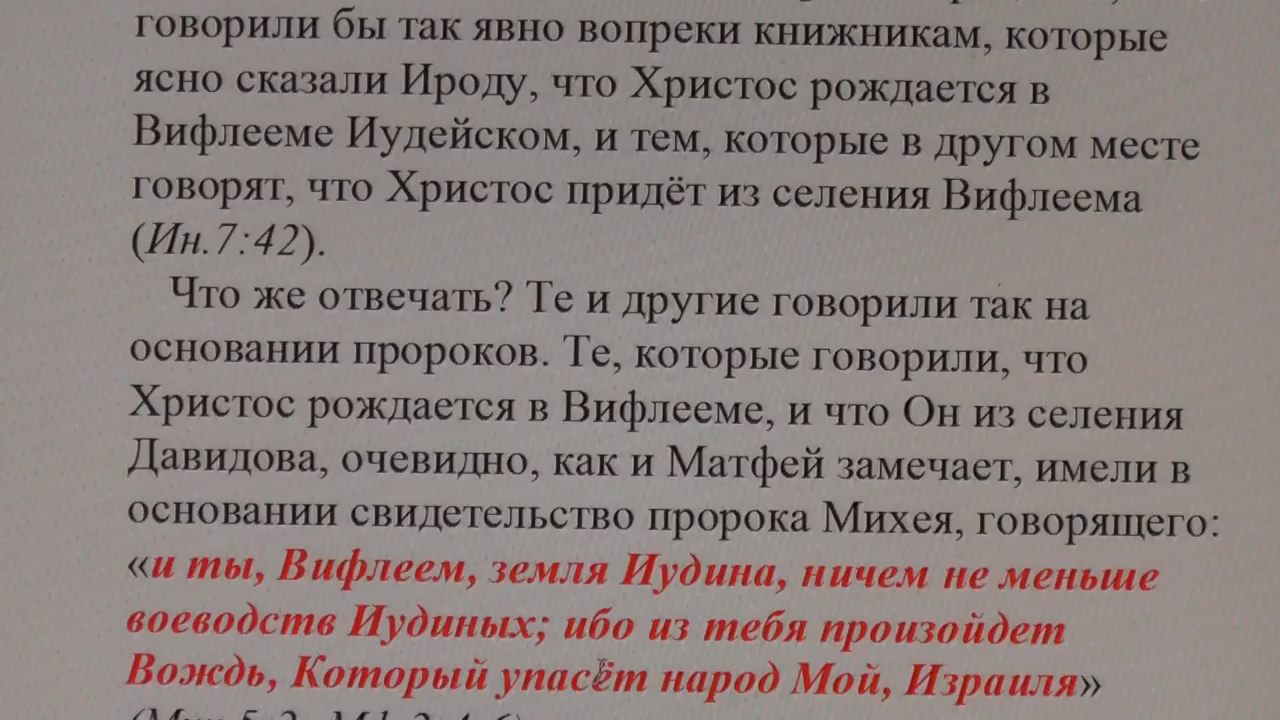 говорили бы так явно вопреки книжникам, которые
ясно сказали Ироду, что Христос рождается в
Вифлееме Иудейском, и тем, которые в другом месте
говорят, что Христос придёт из селения Вифлеема
(Ин.7:42).
Что же отвечать? Те и другие говорили так на
основании пророков. Те, которые говорили, что
Христос рождается в Вифлееме, и что Он из селения
Давидова, очевидно, как и Матфей замечает, имели в
основании свидетельство пророка Михея, говорящего:
«и ты, Вифлеем, земля Иудина, ничем не меньше
воеводств Иудиных; ибо из тебя произойдет
Вождь, Который упасёт народ Мой, Израиля»